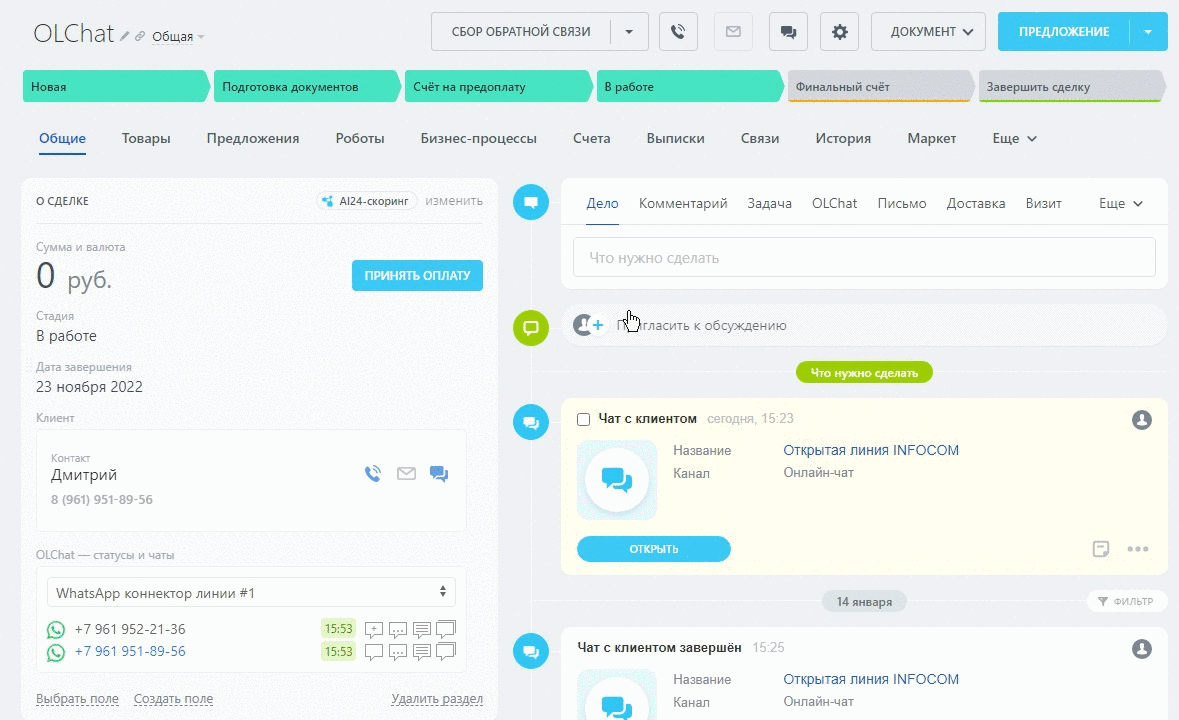 OLChat
Общая
СБОР ОБРАТНОЙ СВЯЗИ
ДОКУМЕНТ
ПРЕДЛОЖЕНИЕ
Новая
Подготовка документов
Счёт на предоплату
В работе
Финальный счёт
Завершить сделку
Общие
Товары
Предложения
Роботы
Бизнес-процессы
Счета
Выписки
Связи
История
Маркет
Еще
О СДЕЛКЕ
AI24-скоринг
изменить
Сумма и валюта
0 руб.
ПРИНЯТЬ ОПЛАТУ
Стадия
В работе
Дата завершения
23 ноября 2022
Клиент
Контакт
Дмитрий
8 (961) 951-89-56
OLChat — статусы и чаты
WhatsApp коннектор линии #1
+7 961 952-21-36 15:53
+7 961 951-89-56 15:53
Выбрать поле Создать поле Удалить раздел
Дело
Комментарий
Задача
OLChat
Письмо
Доставка
Визит
Еще
Что нужно сделать
к обсуждению
Что нужно сделать
Чат с клиентом сегодня, 15:23
Название Открытая линия INFOCOM
Канал Онлайн-чат
ОТКРЫТЬ
14 января
ФИЛЬТР
Чат с клиентом завершён 15:25
Название Открытая линия INFOCOM
Канал Онлайн-чат